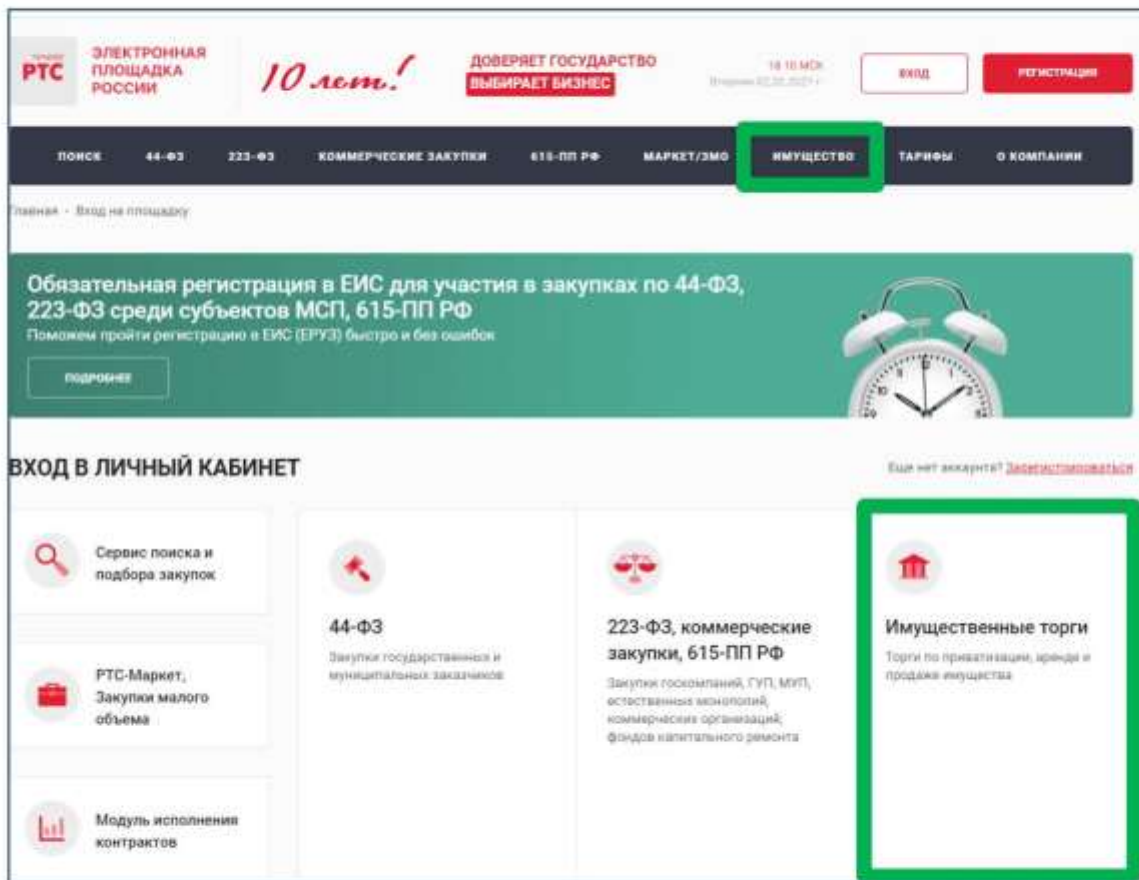 РТС
ЭЛЕКТРОННАЯ
ПЛОЩАДКА
РОССИИ
10 лет!
ДОВЕРЯЕТ ГОСУДАРСТВО
ВЫБИРАЕТ БИЗНЕС
18:10 МСК
ВХОД
РЕГИСТРАЦИЯ
ПОИСК 44-ФЗ 223-ФЗ КОММЕРЧЕСКИЕ ЗАКУПКИ 615-ПП РФ МАРКЕТ/ЗМО ИМУЩЕСТВО ТАРИФЫ О КОМПАНИИ
Главная - Вход на площадку
Обязательная регистрация в ЕИС для участия в закупках по 44-ФЗ,
223-ФЗ среди субъектов МСП, 615-ПП РФ
Поможем пройти регистрацию в ЕИС (ЕРУЗ) быстро и без ошибок
ПОДРОБНЕЕ
ВХОД В ЛИЧНЫЙ КАБИНЕТ
Еще нет аккаунта? Зарегистрироваться
Сервис поиска и
подбора закупок
РТС-Маркет,
Закупки малого
объема
Модуль исполнения
контрактов
44-ФЗ
Закупки государственных и
муниципальных заказчиков
223-ФЗ, коммерческие
закупки, 615-ПП РФ
Закупки госкомпаний, ГУП, МУП,
естественных монополий,
коммерческих организаций,
фондов капитального ремонта
Имущественные торги
Торги по приватизации, аренде и
продаже имущества